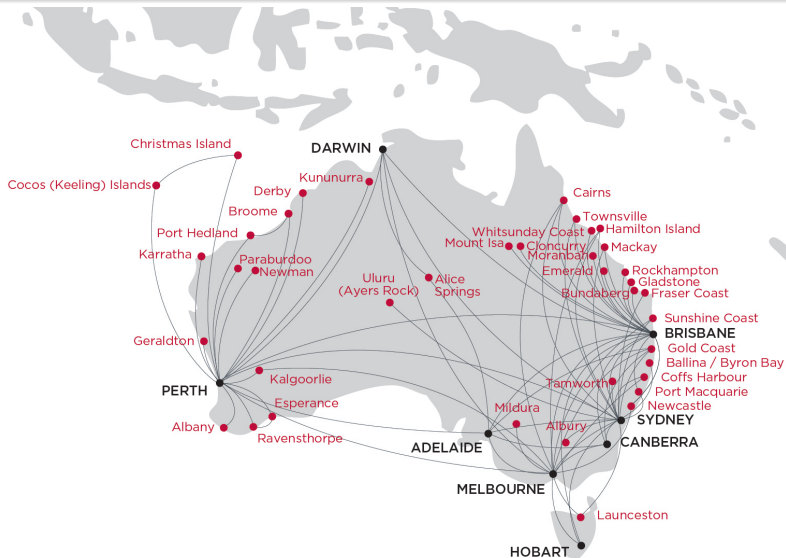 Christmas Island
DARWIN
Cocos (Keeling) Islands
Kununurra
Derby
Broome
Cairns
Townsville
Port Hedland
Whitsunday Coast
Hamilton Island
Mount Isa
Cloncurry
Mackay
Karratha
Moranbah
Paraburdoo
Newman
Emerald
Rockhampton
Uluru
(Ayers Rock)
Alice
Springs
Gladstone
Bundaberg
Fraser Coast
Sunshine Coast
BRISBANE
Geraldton
Gold Coast
Ballina / Byron Bay
Kalgoorlie
Coffs Harbour
PERTH
Tamworth
Port Macquarie
Esperance
Mildura
Newcastle
Albany
Ravensthorpe
Albury
SYDNEY
ADELAIDE
CANBERRA
MELBOURNE
Launceston
HOBART